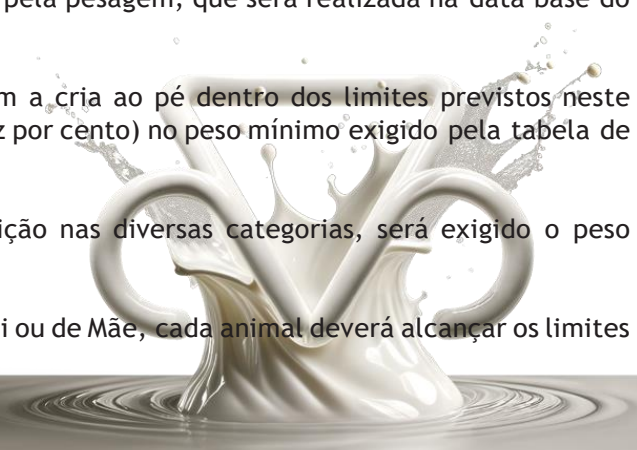 pela pesagem, que será realizada na data base do
m a cria ao pé dentro dos limites previstos neste
z por cento) no peso mínimo exigido pela tabela de
ição nas diversas categorias, será exigido o peso
i ou de Mãe, cada animal deverá alcançar os limites